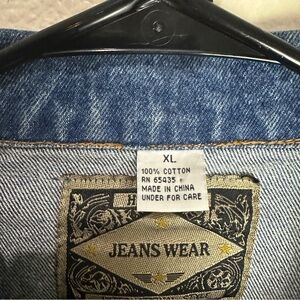 XL
100% COTTON
RN 65435
MADE IN CHINA
UNDER FOR CARE
JEANS WEAR